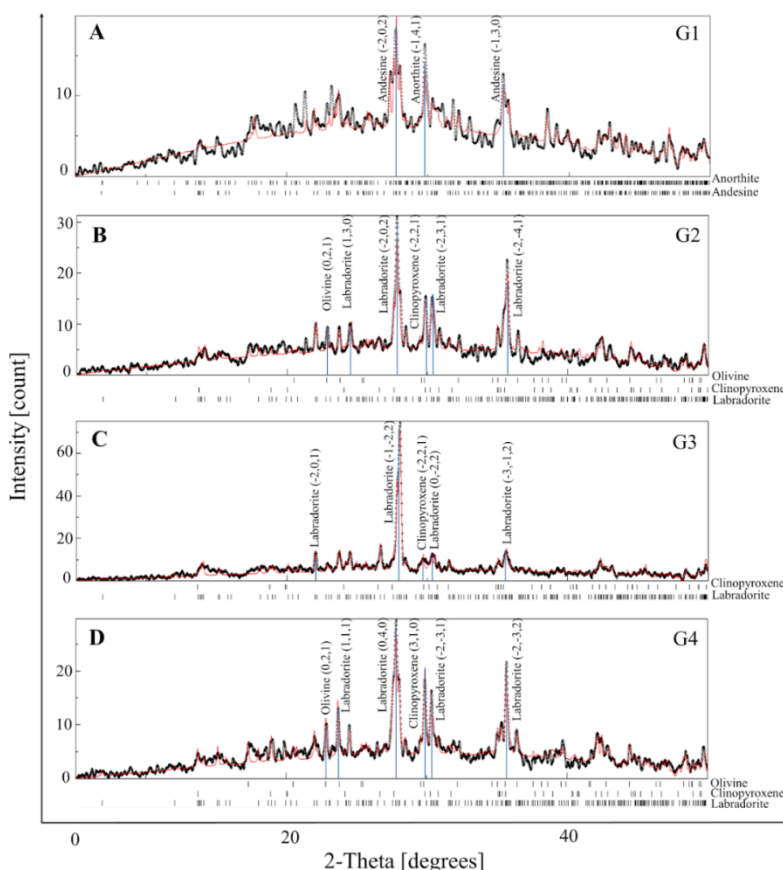 A
G1
Andesine (-2,0,2)
Anorthite (-1,4,1)
Andesine (-1,3,0)
10
0
Anorthite
Andesine
B
G2
30
20
10
0
Olivine (0,2,1)
Labradorite (1,3,0)
Labradorite (-2,0,2)
Clinopyroxene (-2,2,1)
Labradorite (-2,3,1)
Labradorite (-2,-4,1)
Olivine
Clinopyroxene
Labradorite
C
G3
60
40
20
0
Labradorite (-2,0,1)
Labradorite (-1,-2,2)
Clinopyroxene (-2,2,1)
Labradorite (0,-2,2)
Labradorite (-3,-1,2)
Clinopyroxene
Labradorite
D
G4
20
10
0
Olivine (0,2,1)
Labradorite (1,1,1)
Labradorite (0,4,0)
Clinopyroxene (3,1,0)
Labradorite (-2,-3,1)
Labradorite (-2,-3,2)
Olivine
Clinopyroxene
Labradorite
0
20
40
2-Theta [degrees]
Intensity [count]